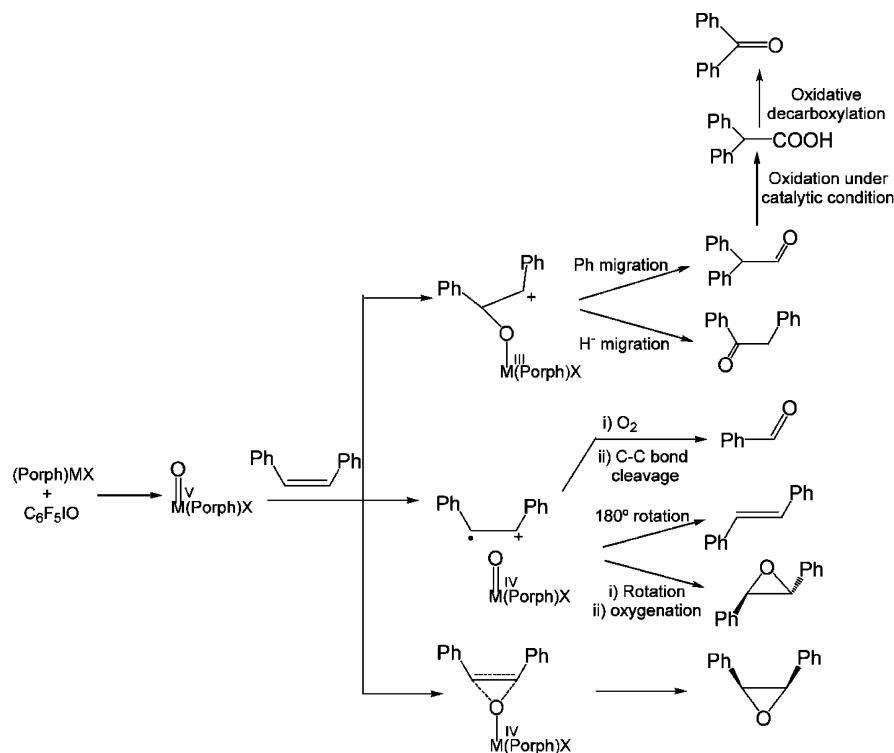 Ph
Ph
O
Oxidative
decarboxylation
Ph
Ph
COOH
Oxidation under
catalytic condition
Ph
Ph
O
Ph migration
Ph
Ph
+
O
III
M(Porph)X
H⁻ migration
Ph
Ph
O
i) O₂
ii) C-C bond
cleavage
Ph
O
(Porph)MX
+
C₆F₅IO
O
V
M(Porph)X
Ph
Ph
Ph
Ph
•
+
O
IV
M(Porph)X
180º rotation
Ph
Ph
i) Rotation
ii) oxygenation
O
Ph
Ph
Ph
Ph
O
IV
M(Porph)X
Ph
Ph
O